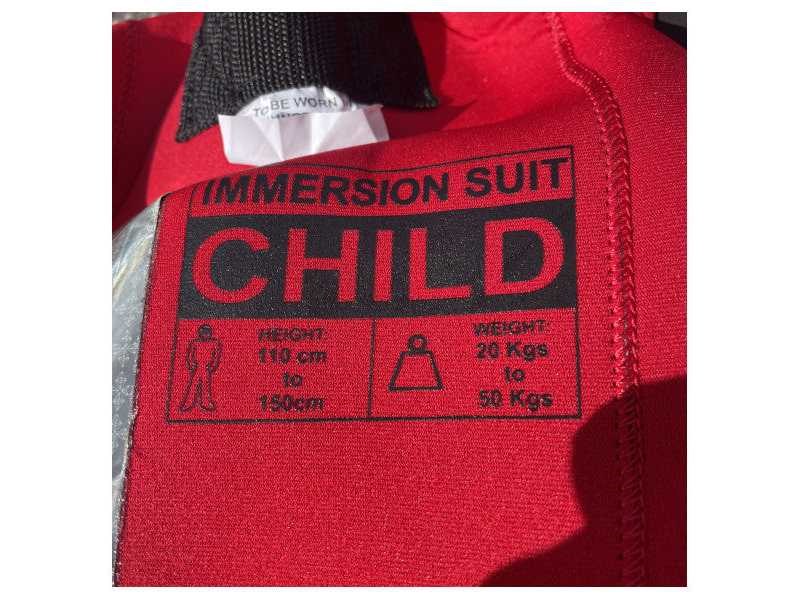 TO BE WORN
IMMERSION SUIT
CHILD
HEIGHT:
110 cm
to
150cm
WEIGHT:
20 Kgs
to
50 Kgs